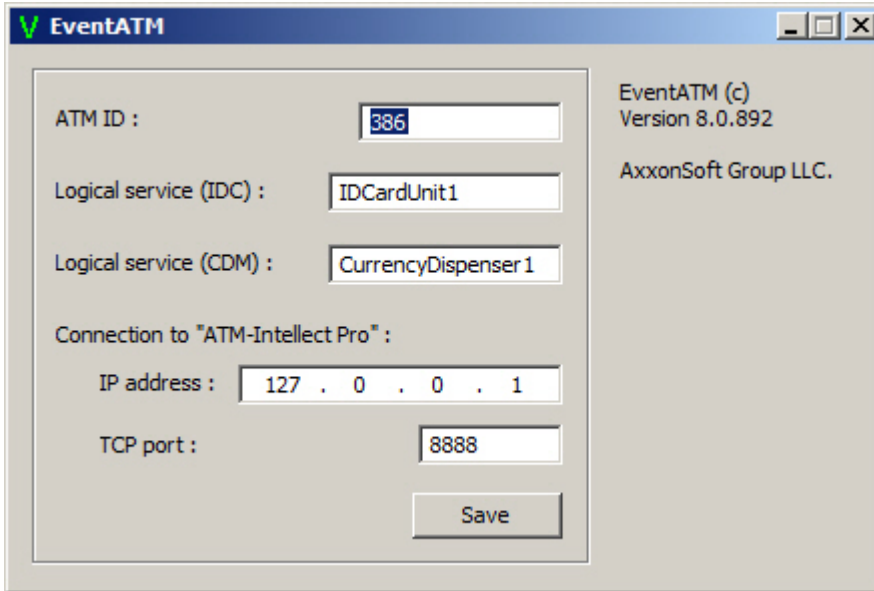 EventATM
ATM ID : 386
Logical service (IDC) : IDCardUnit1
Logical service (CDM) : CurrencyDispenser1
Connection to "ATM-Intellect Pro" :
IP address : 127 . 0 . 0 . 1
TCP port : 8888
Save
EventATM (c)
Version 8.0.892
AxxonSoft Group LLC.